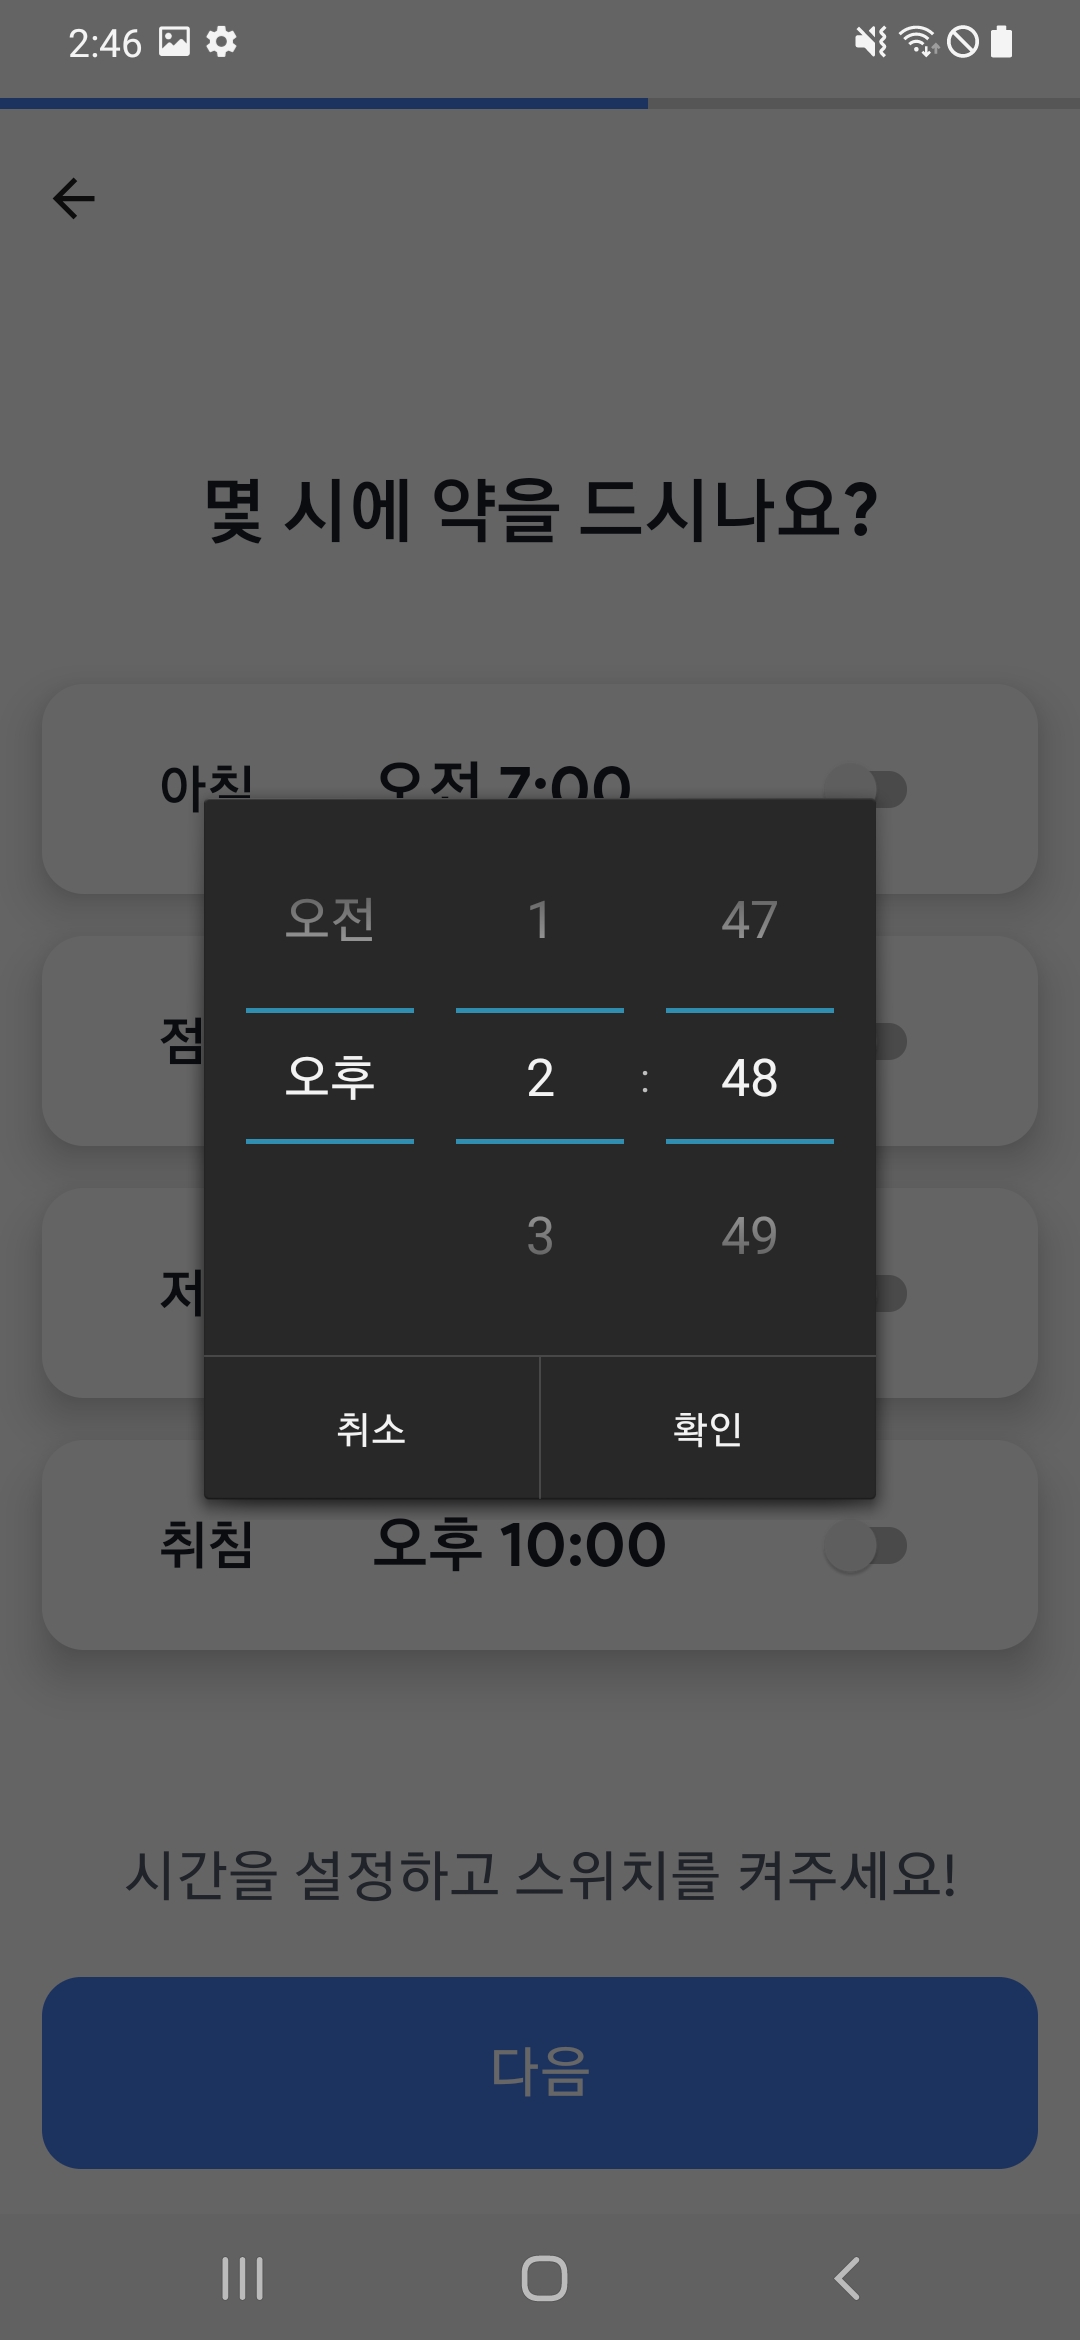 2:46
몇 시에 약을 드시나요?
아침 오전 7:00
오전 1 47
점
오후 2 : 48
저
3 49
취소 확인
취침 오후 10:00
시간을 설정하고 스위치를 켜주세요!
다음